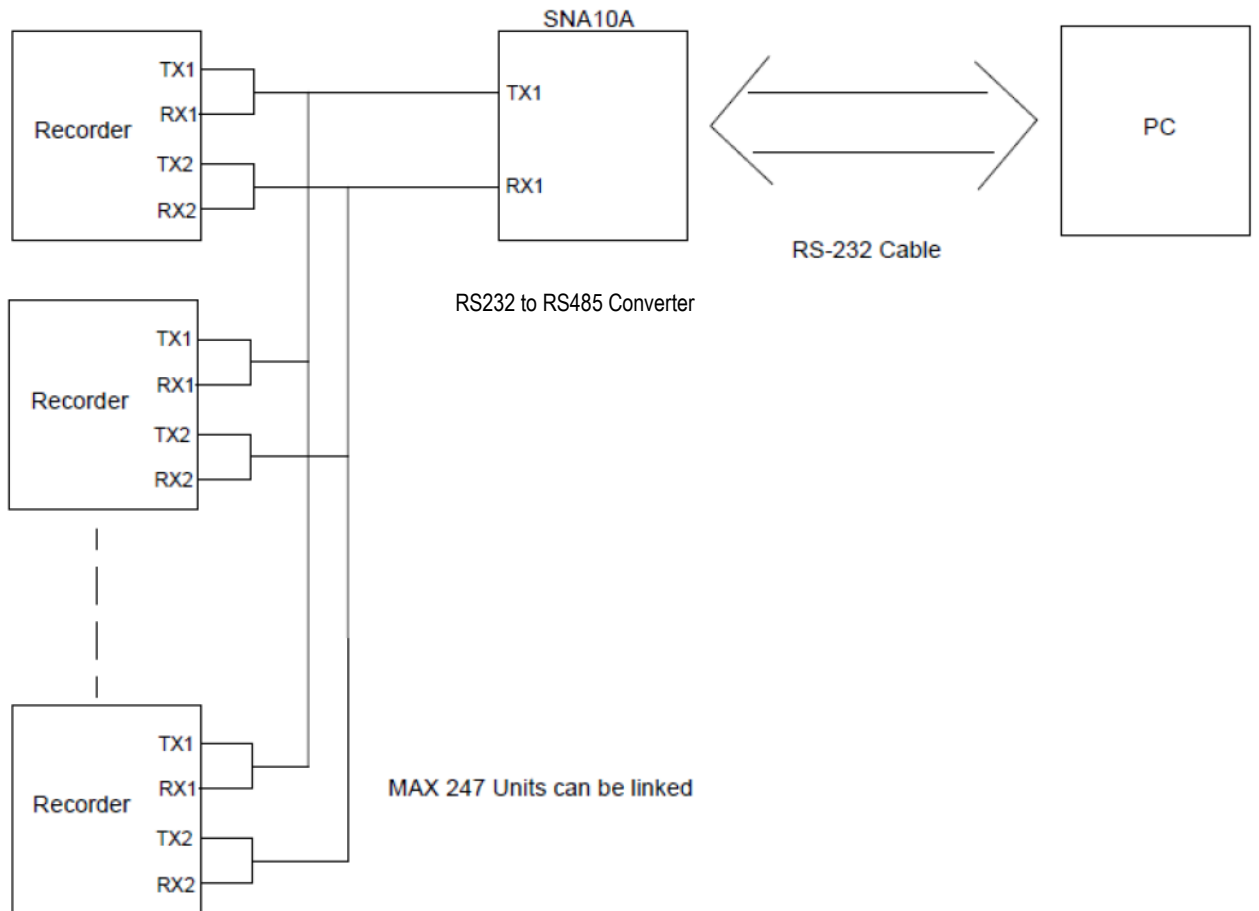 SNA10A
TX1
RX1
TX2
RX2
Recorder
TX1
RX1
PC
RS-232 Cable
RS232 to RS485 Converter
TX1
RX1
TX2
RX2
Recorder
TX1
RX1
TX2
RX2
Recorder
MAX 247 Units can be linked